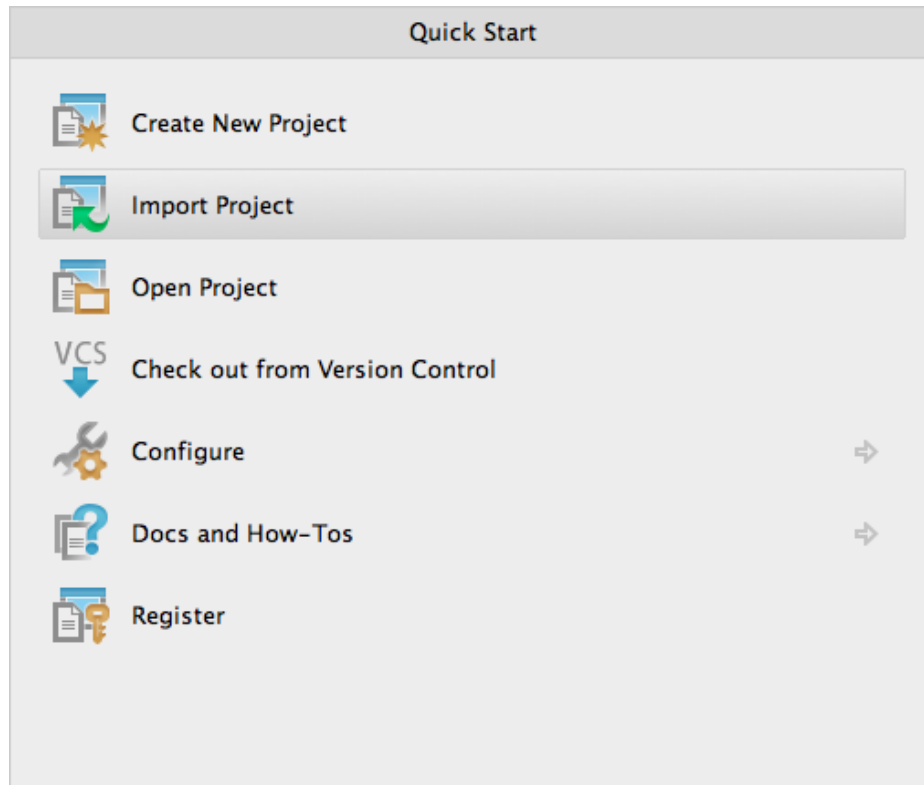 Quick Start
Create New Project
Import Project
Open Project
VCS
Check out from Version Control
Configure
Docs and How-Tos
Register